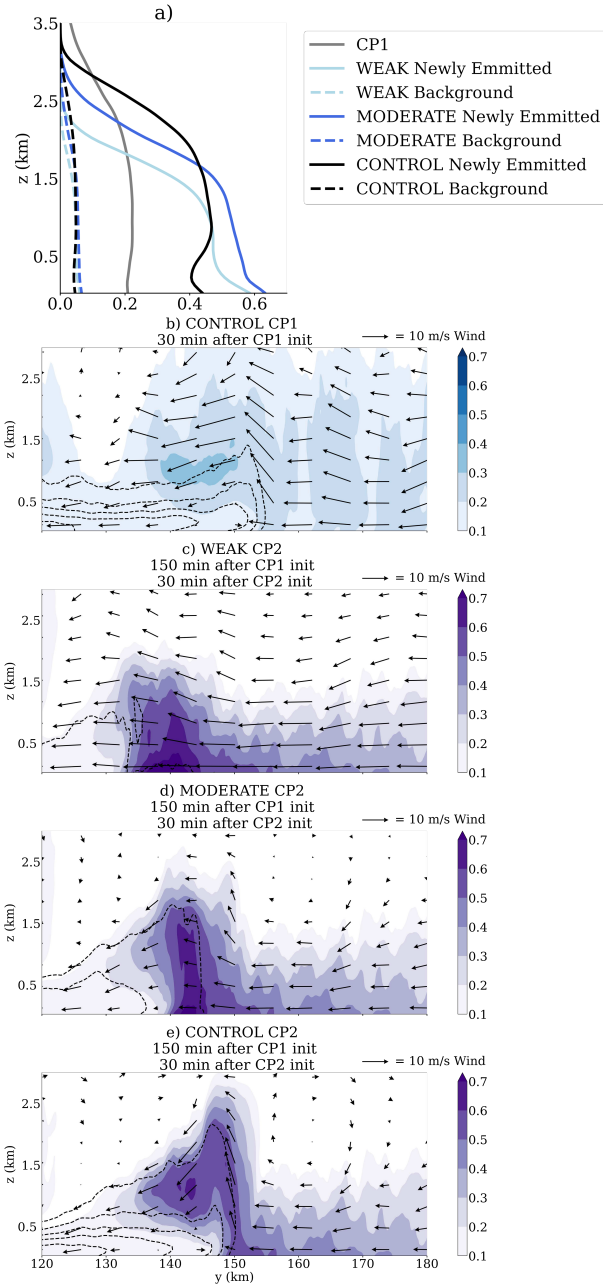 a)
3.5
2.5
1.5
0.5
z (km)
0.0 0.2 0.4 0.6
CP1
WEAK Newly Emmitted
WEAK Background
MODERATE Newly Emmitted
MODERATE Background
CONTROL Newly Emmitted
CONTROL Background
b) CONTROL CP1
30 min after CP1 init
= 10 m/s Wind
2.5
1.5
0.5
z (km)
0.7
0.6
0.5
0.4
0.3
0.2
0.1
c) WEAK CP2
150 min after CP1 init
30 min after CP2 init
= 10 m/s Wind
2.5
1.5
0.5
z (km)
0.7
0.6
0.5
0.4
0.3
0.2
0.1
d) MODERATE CP2
150 min after CP1 init
30 min after CP2 init
= 10 m/s Wind
2.5
1.5
0.5
z (km)
0.7
0.6
0.5
0.4
0.3
0.2
0.1
e) CONTROL CP2
150 min after CP1 init
30 min after CP2 init
= 10 m/s Wind
2.5
1.5
0.5
z (km)
0.7
0.6
0.5
0.4
0.3
0.2
0.1
120 130 140 150 160 170 180
y (km)